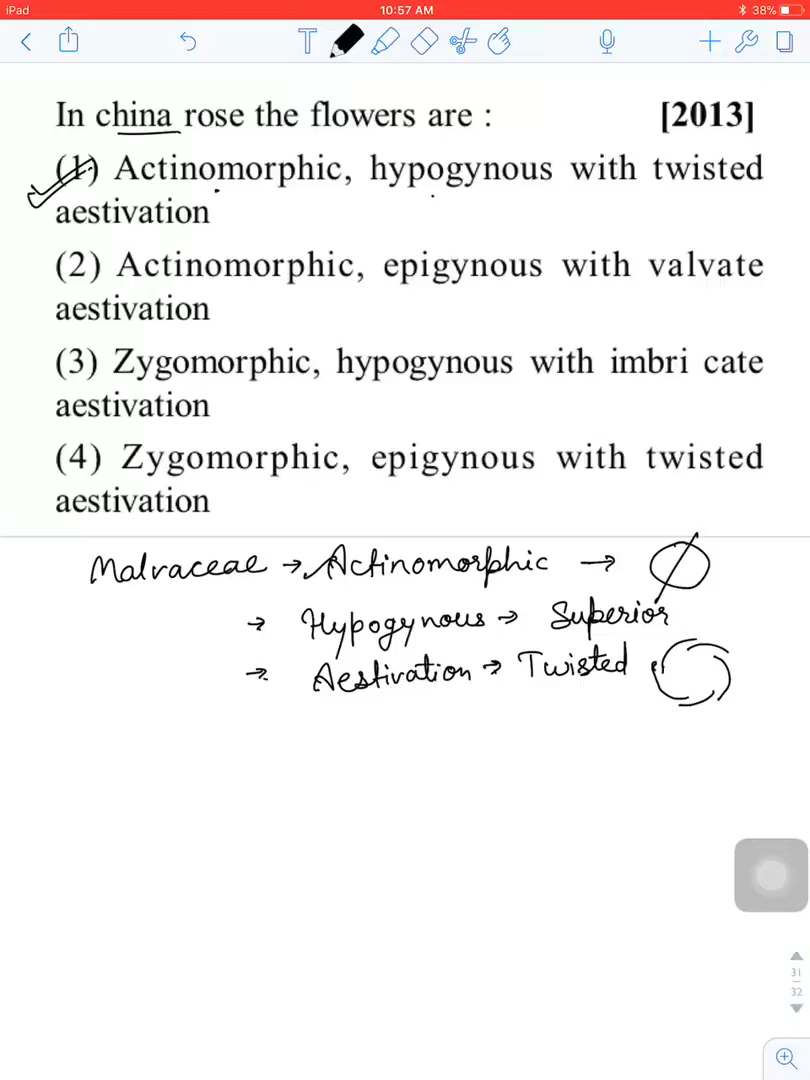 iPad
10:57 AM
38%
T
In china rose the flowers are : [2013]
(1) Actinomorphic, hypogynous with twisted
aestivation
(2) Actinomorphic, epigynous with valvate
aestivation
(3) Zygomorphic, hypogynous with imbri cate
aestivation
(4) Zygomorphic, epigynous with twisted
aestivation
Malvaceae → Actinomorphic →
→ Hypogynous → Superior
→ Aestivation → Twisted
31
32